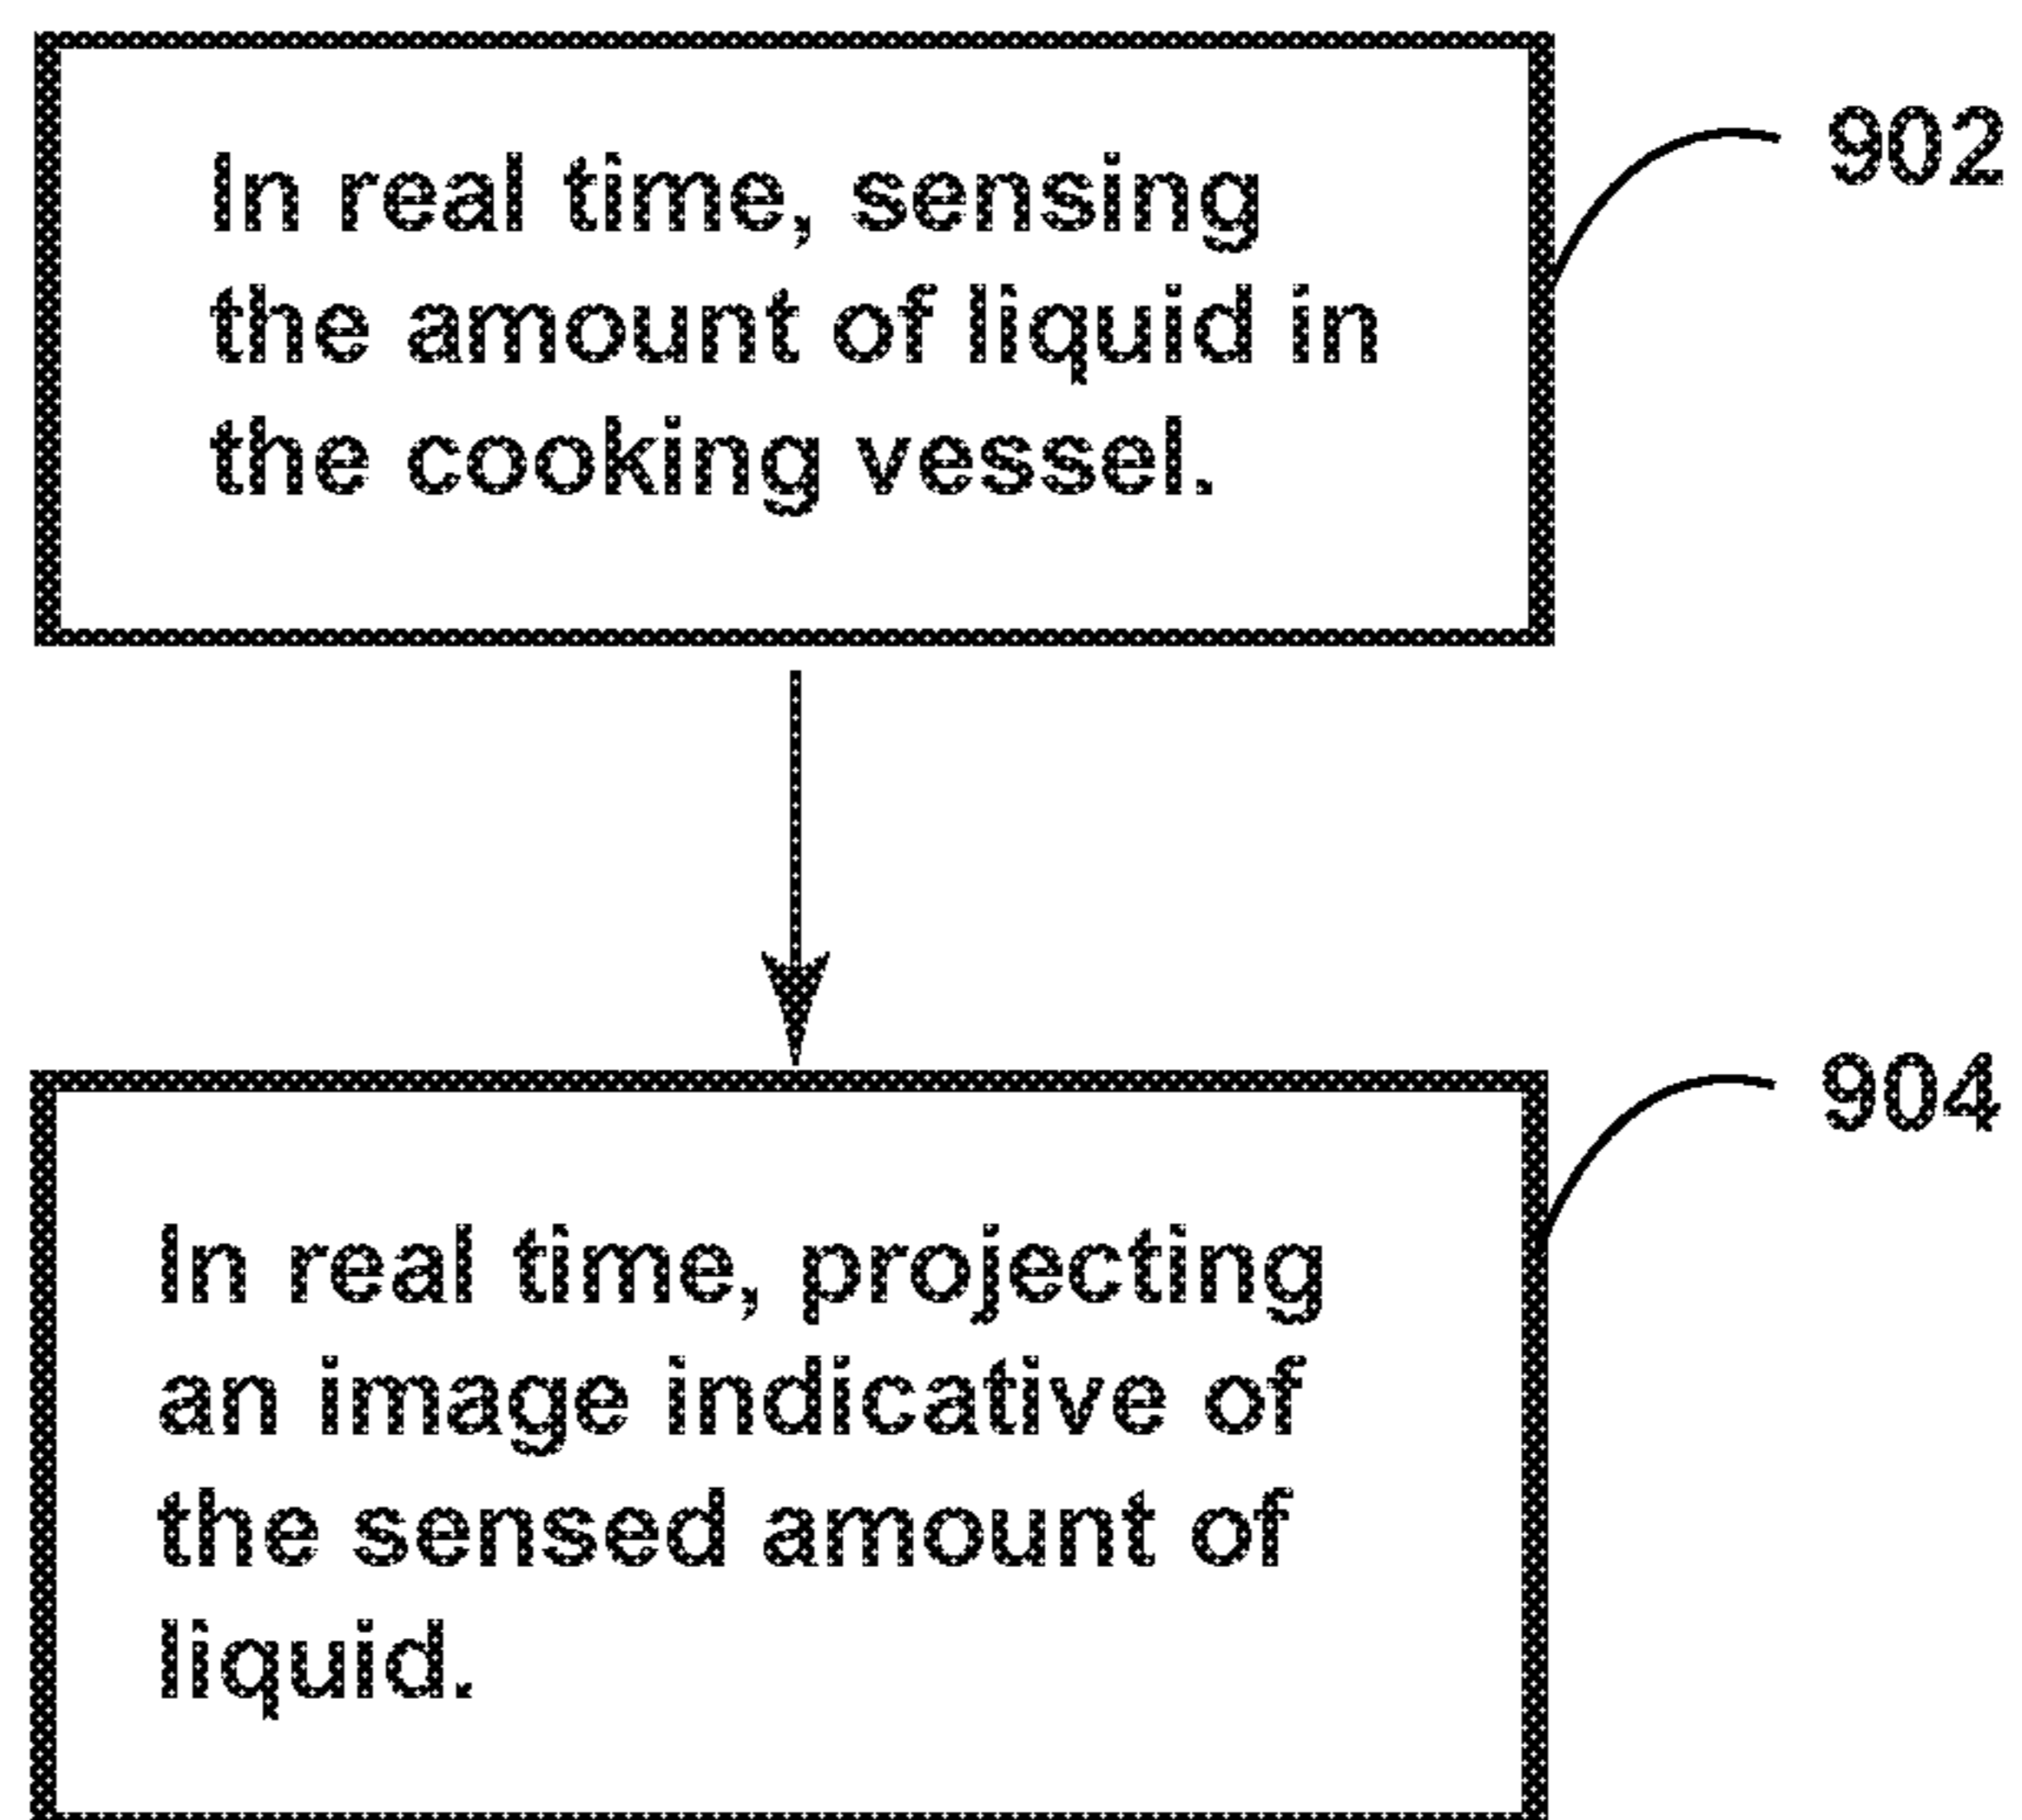 In real time, sensing
the amount of liquid in
the cooking vessel.
902
In real time, projecting
an image indicative of
the sensed amount of
liquid.
904